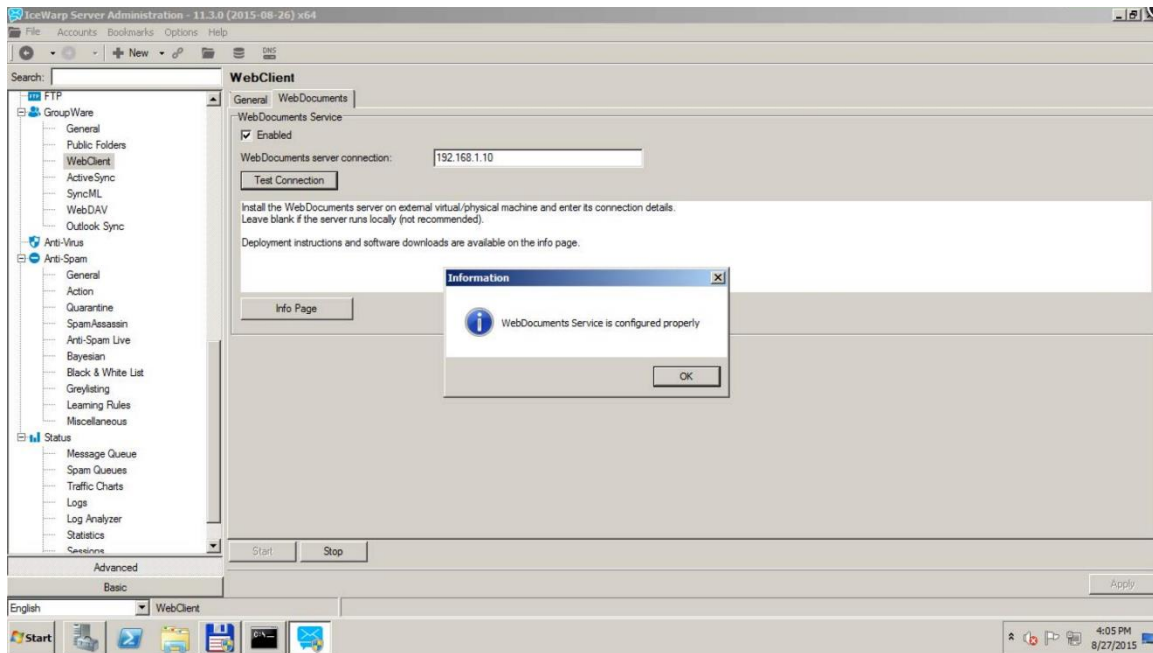 IceWarp Server Administration - 11.3.0 (2015-08-26) x64
File Accounts Bookmarks Options Help
New DNS
Search:
WebClient
FTP
GroupWare
General
Public Folders
WebClient
ActiveSync
SyncML
WebDAV
Outlook Sync
Anti-Virus
Anti-Spam
General
Action
Quarantine
SpamAssassin
Anti-Spam Live
Bayesian
Black & White List
Greylisting
Learning Rules
Miscellaneous
Status
Message Queue
Spam Queues
Traffic Charts
Logs
Log Analyzer
Statistics
Sessions
Advanced
Basic
General WebDocuments
WebDocuments Service
Enabled
WebDocuments server connection: 192.168.1.10
Test Connection
Install the WebDocuments server on external virtual/physical machine and enter its connection details.
Leave blank if the server runs locally (not recommended).
Deployment instructions and software downloads are available on the info page.
Info Page
Information
WebDocuments Service is configured properly
OK
Start Stop
Apply
English WebClient
Start
4:05 PM
8/27/2015